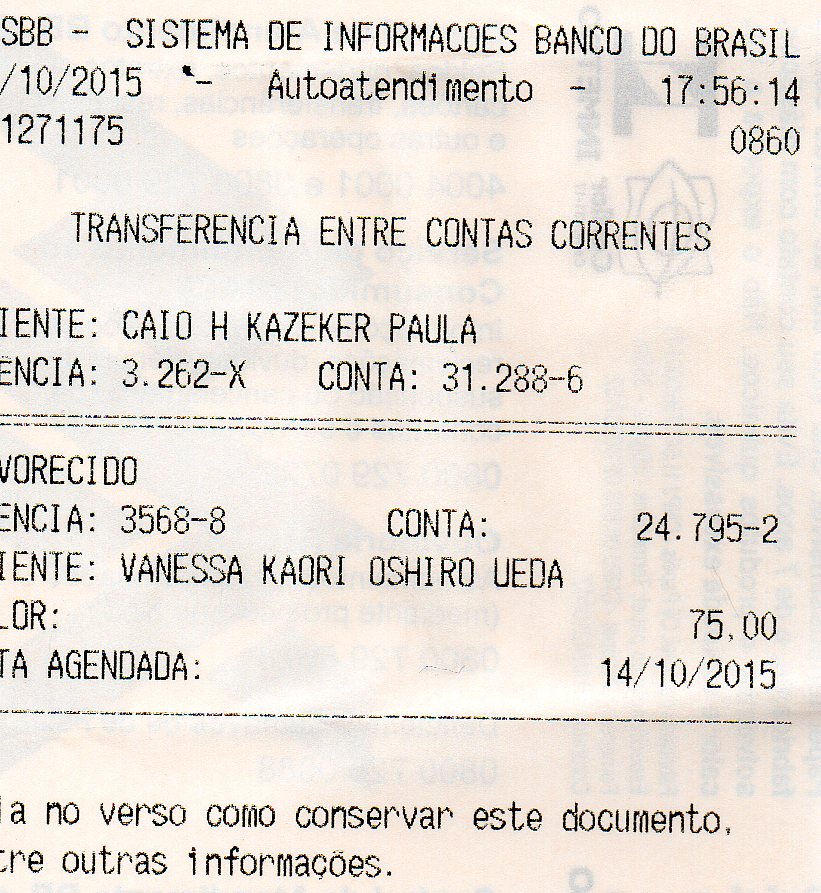 SBB - SISTEMA DE INFORMACOES BANCO DO BRASIL
/10/2015 - Autoatendimento - 17:56:14
1271175 0860
TRANSFERENCIA ENTRE CONTAS CORRENTES
IENTE: CAIO H KAZEKER PAULA
ENCIA: 3.262-X CONTA: 31.288-6
VORECIDO
ENCIA: 3568-8 CONTA: 24.795-2
IENTE: VANESSA KAORI OSHIRO UEDA
LOR: 75,00
TA AGENDADA: 14/10/2015
ia no verso como conservar este documento,
tre outras informações.